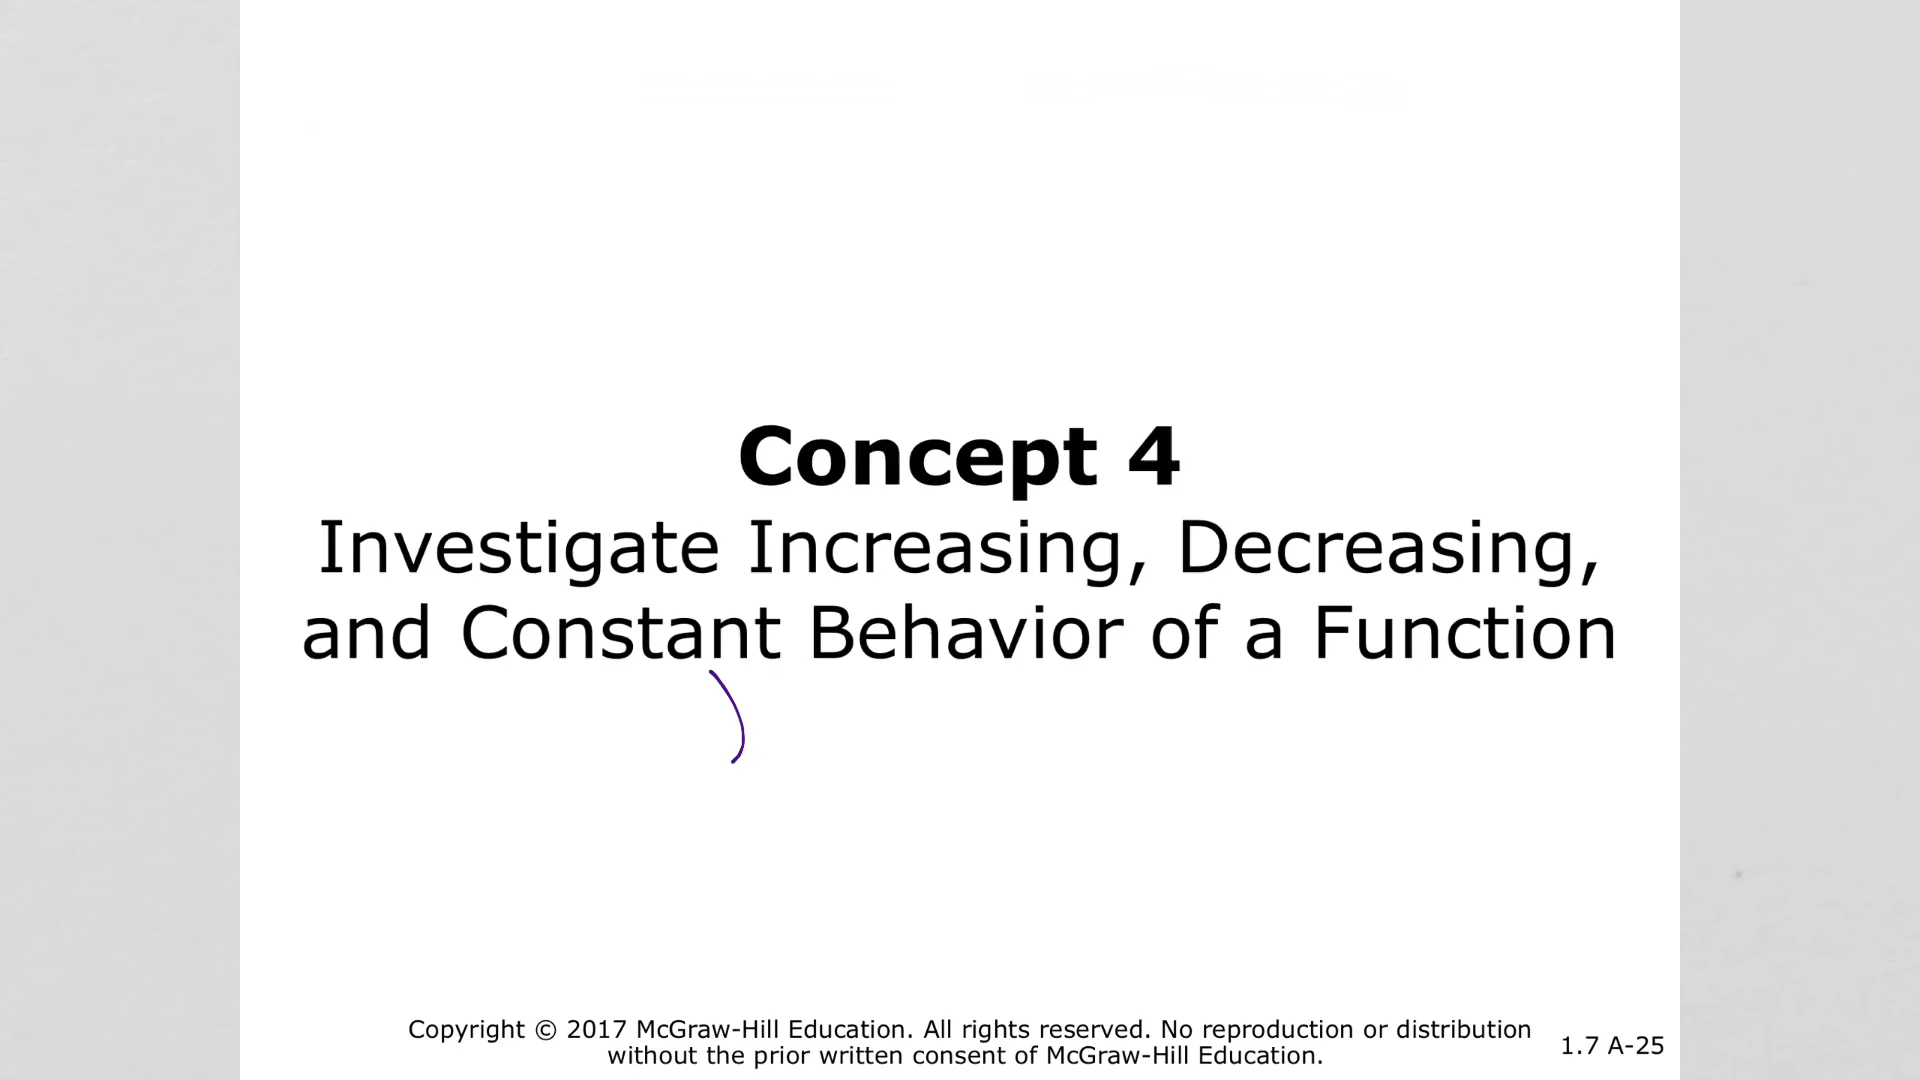 Concept 4
Investigate Increasing, Decreasing,
and Constant Behavior of a Function
Copyright © 2017 McGraw-Hill Education. All rights reserved. No reproduction or distribution
without the prior written consent of McGraw-Hill Education.
1.7 A-25